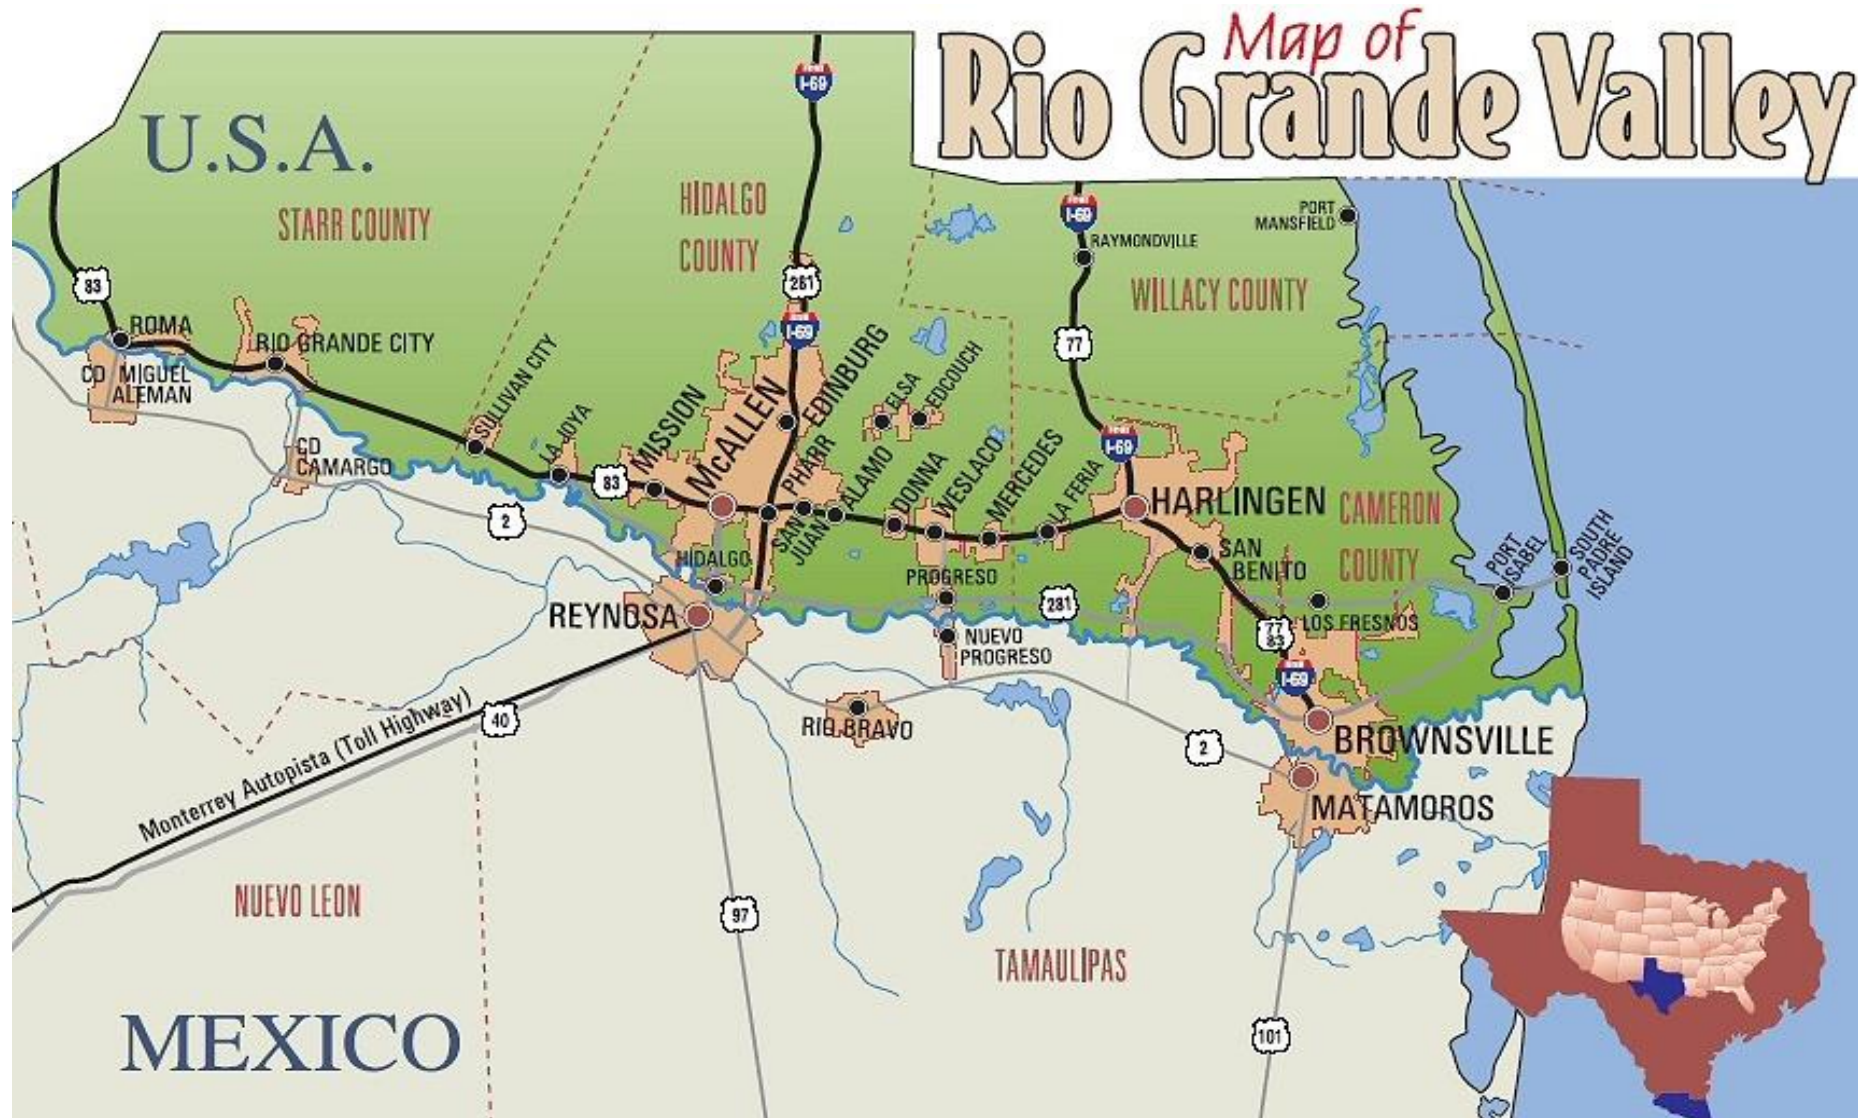 Map of
Rio Grande Valley
U.S.A.
STARR COUNTY
HIDALGO
COUNTY
I-69
I-69
83
281
I-69
77
I-69
PORT
MANSFIELD
RAYMONDVILLE
WILLACY COUNTY
ROMA
RIO GRANDE CITY
CD MIGUEL
ALEMAN
CD
CAMARGO
SULLIVAN CITY
LA JOYA
83
MISSION
McALLEN
EDINBURG
PHARR
SAN
JUAN
ALAMO
ELSA
EDCOUCH
DONNA
WESLACO
MERCEDES
LA FERIA
HARLINGEN
CAMERON
COUNTY
SAN
BENITO
PORT
ISABEL
SOUTH
PADRE
ISLAND
2
HIDALGO
PROGRESO
281
LOS FRESNOS
77
83
I-69
REYNOSA
NUEVO
PROGRESO
RIO BRAVO
2
BROWNSVILLE
MATAMOROS
Monterrey Autopista (Toll Highway)
40
NUEVO LEON
97
TAMAULIPAS
101
MEXICO